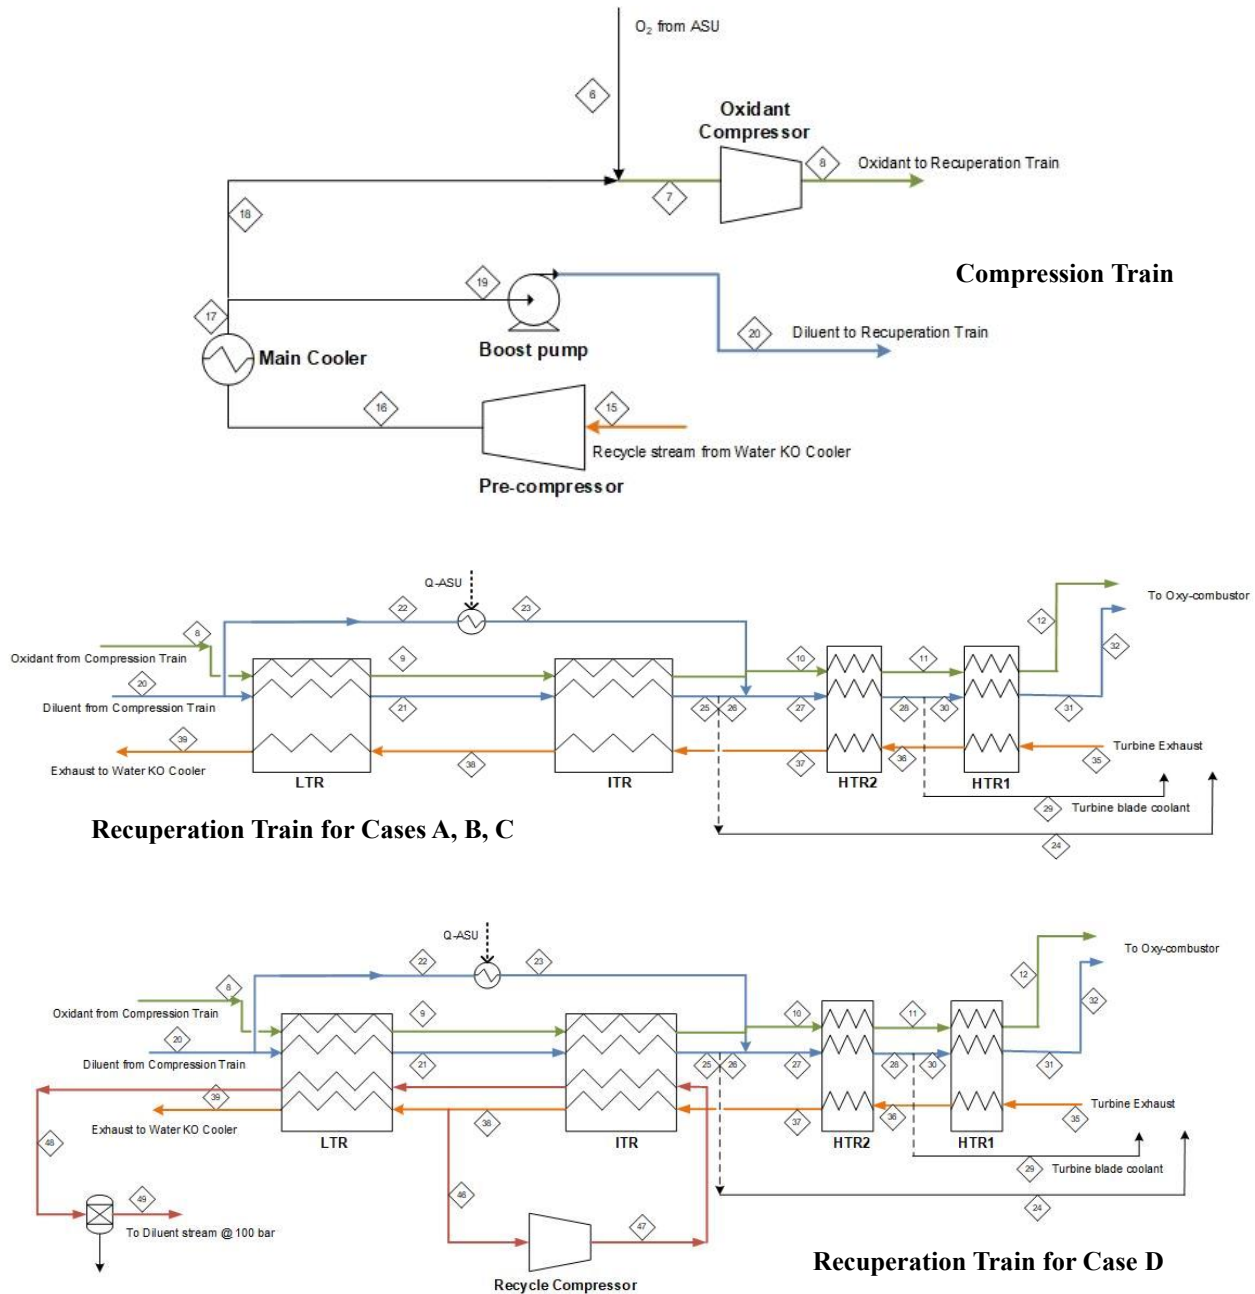 O₂ from ASU
6
Oxidant
Compressor
8
Oxidant to Recuperation Train
7
18
Compression Train
19
17
20
Diluent to Recuperation Train
Boost pump
Main Cooler
16
15
Recycle stream from Water KO Cooler
Pre-compressor
Q-ASU
22
23
To Oxy-combustor
12
8
32
Oxidant from Compression Train
9
10
11
20
Diluent from Compression Train
21
25
26
27
28
30
31
39
Turbine Exhaust
Exhaust to Water KO Cooler
38
37
36
35
LTR
ITR
HTR2
HTR1
29
Turbine blade coolant
24
Recuperation Train for Cases A, B, C
Q-ASU
22
23
To Oxy-combustor
12
8
32
Oxidant from Compression Train
9
10
11
20
Diluent from Compression Train
21
25
26
27
28
30
31
39
Turbine Exhaust
Exhaust to Water KO Cooler
38
37
36
35
LTR
ITR
HTR2
HTR1
48
29
Turbine blade coolant
46
24
49
47
To Diluent stream @ 100 bar
Recycle Compressor
Recuperation Train for Case D